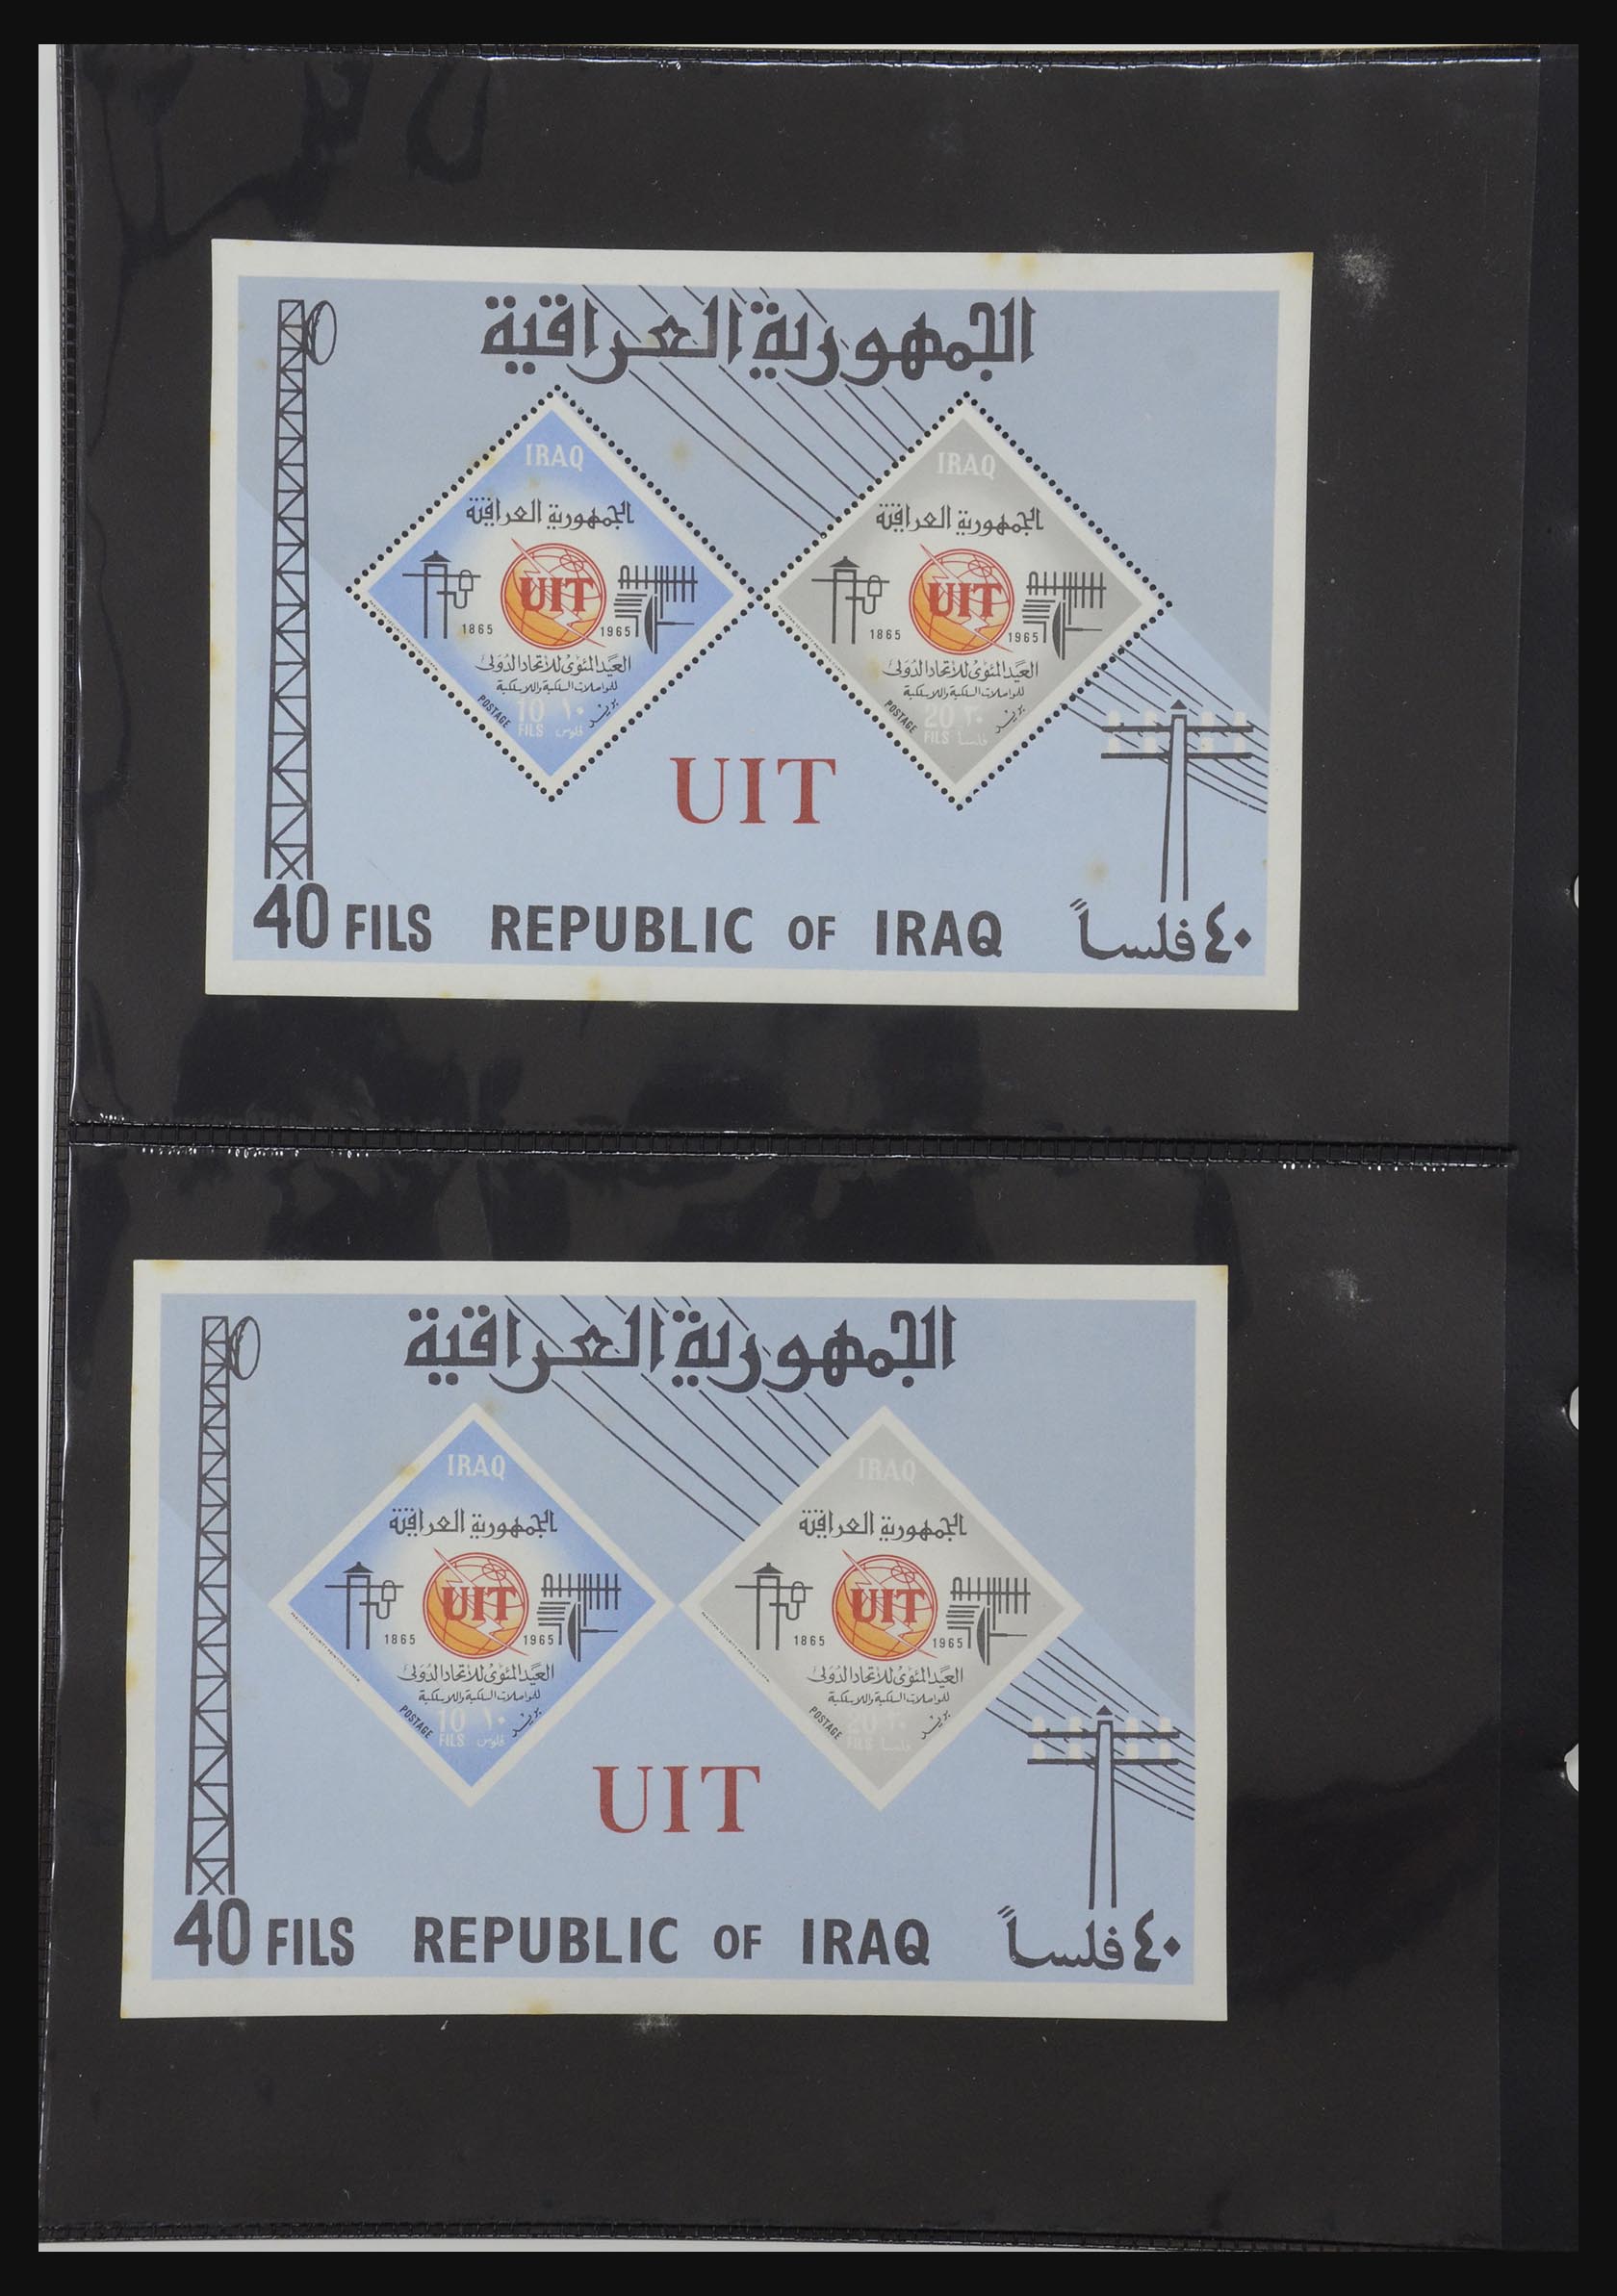 الجمهورية العراقية
IRAQ
الجمهورية العراقية
UIT
1865 1965
العيد المئوي للاتحاد الدولي
للمواصلات السلكية واللاسلكية
POSTAGE 10 ١٠ بريد
FILS فلوس
IRAQ
الجمهورية العراقية
UIT
1865 1965
العيد المئوي للاتحاد الدولي
للمواصلات السلكية واللاسلكية
POSTAGE 20 ٢٠ بريد
FILS فلسا
UIT
40 FILS REPUBLIC OF IRAQ ٤٠ فلساً
الجمهورية العراقية
IRAQ
الجمهورية العراقية
UIT
1865 1965
العيد المئوي للاتحاد الدولي
للمواصلات السلكية واللاسلكية
POSTAGE 10 ١٠ بريد
FILS فلوس
IRAQ
الجمهورية العراقية
UIT
1865 1965
العيد المئوي للاتحاد الدولي
للمواصلات السلكية واللاسلكية
POSTAGE 20 ٢٠ بريد
FILS فلسا
UIT
40 FILS REPUBLIC OF IRAQ ٤٠ فلساً